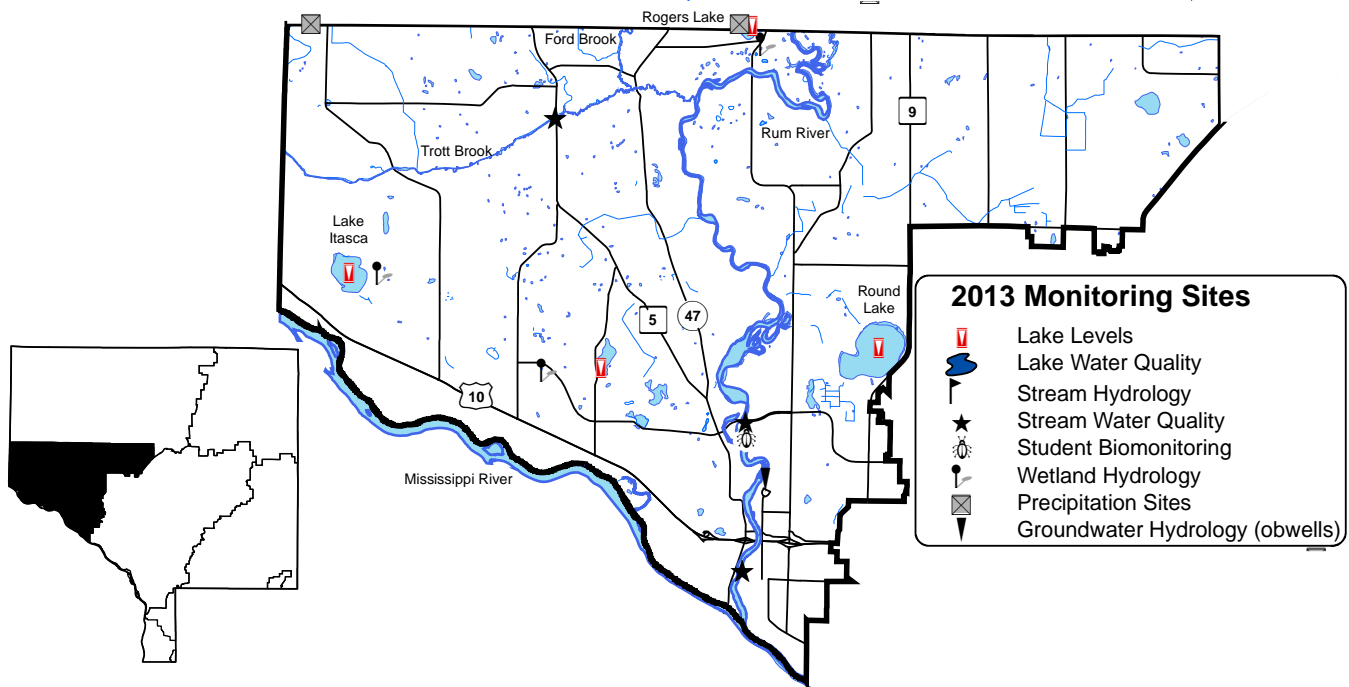 Rogers Lake
Ford Brook
9
Rum River
Trott Brook
Lake
Itasca
Round
Lake
5
47
10
Mississippi River
2013 Monitoring Sites
Lake Levels
Lake Water Quality
Stream Hydrology
Stream Water Quality
Student Biomonitoring
Wetland Hydrology
Precipitation Sites
Groundwater Hydrology (obwells)